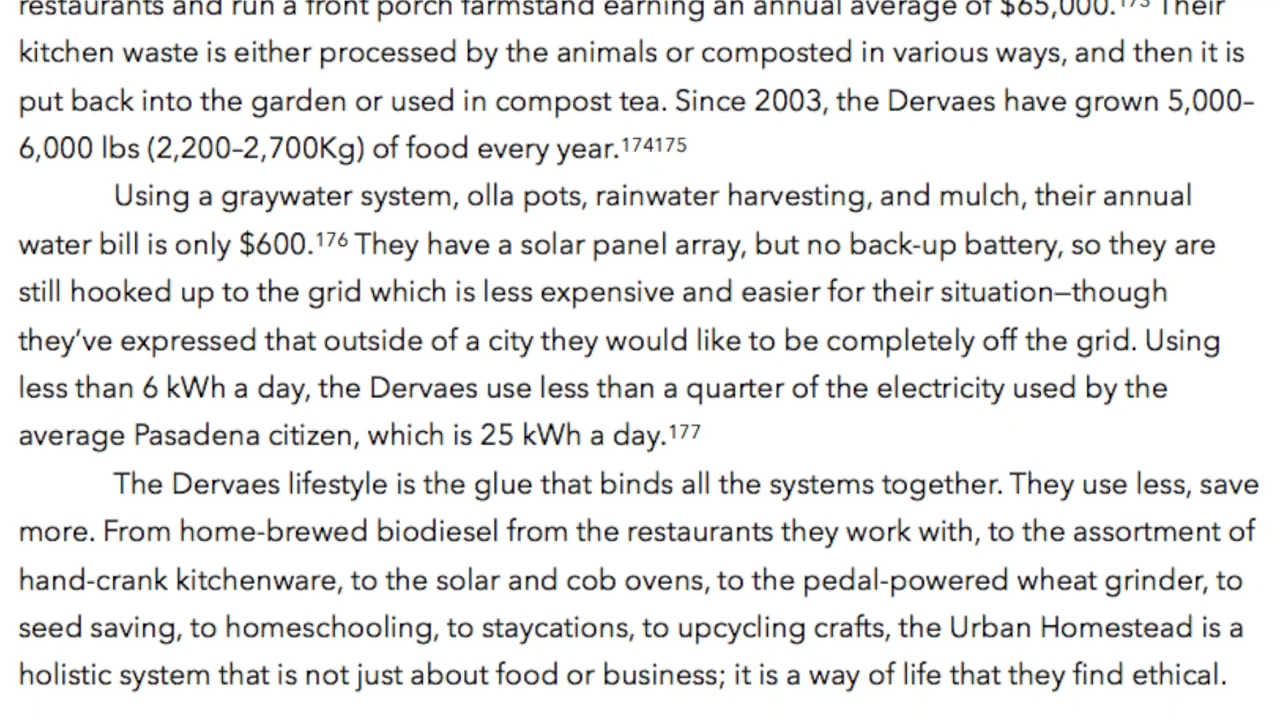 restaurants and run a front porch farmstand earning an annual average of $65,000.¹⁷³ Their
kitchen waste is either processed by the animals or composted in various ways, and then it is
put back into the garden or used in compost tea. Since 2003, the Dervaes have grown 5,000–
6,000 lbs (2,200–2,700Kg) of food every year.¹⁷⁴¹⁷⁵
Using a graywater system, olla pots, rainwater harvesting, and mulch, their annual
water bill is only $600.¹⁷⁶ They have a solar panel array, but no back-up battery, so they are
still hooked up to the grid which is less expensive and easier for their situation—though
they’ve expressed that outside of a city they would like to be completely off the grid. Using
less than 6 kWh a day, the Dervaes use less than a quarter of the electricity used by the
average Pasadena citizen, which is 25 kWh a day.¹⁷⁷
The Dervaes lifestyle is the glue that binds all the systems together. They use less, save
more. From home-brewed biodiesel from the restaurants they work with, to the assortment of
hand-crank kitchenware, to the solar and cob ovens, to the pedal-powered wheat grinder, to
seed saving, to homeschooling, to staycations, to upcycling crafts, the Urban Homestead is a
holistic system that is not just about food or business; it is a way of life that they find ethical.